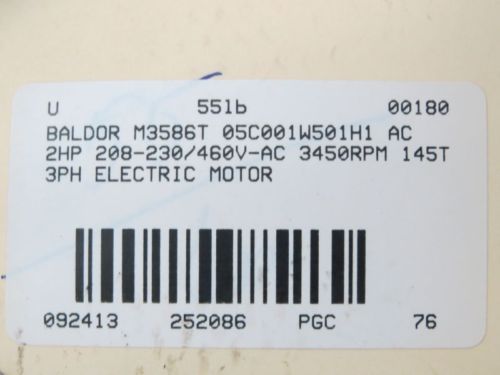 U 55lb 00180
BALDOR M3586T 05C001W501H1 AC
2HP 208-230/460V-AC 3450RPM 145T
3PH ELECTRIC MOTOR
092413 252086 PGC 76